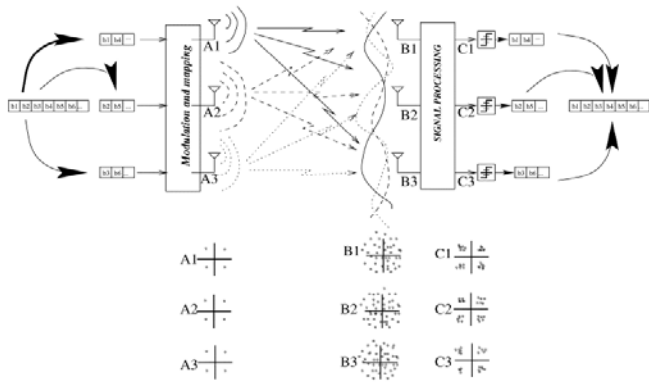 b1 b4 ...
A1
B1
C1
b1 b4 ...
b1 b2 b3 b4 b5 b6 ...
b2 b5 ...
Modulation and mapping
A2
B2
SIGNAL PROCESSING
C2
b2 b5 ...
b1 b2 b3 b4 b5 b6 ...
b3 b6 ...
A3
B3
C3
b3 b6 ...
A1
B1
C1
A2
B2
C2
A3
B3
C3